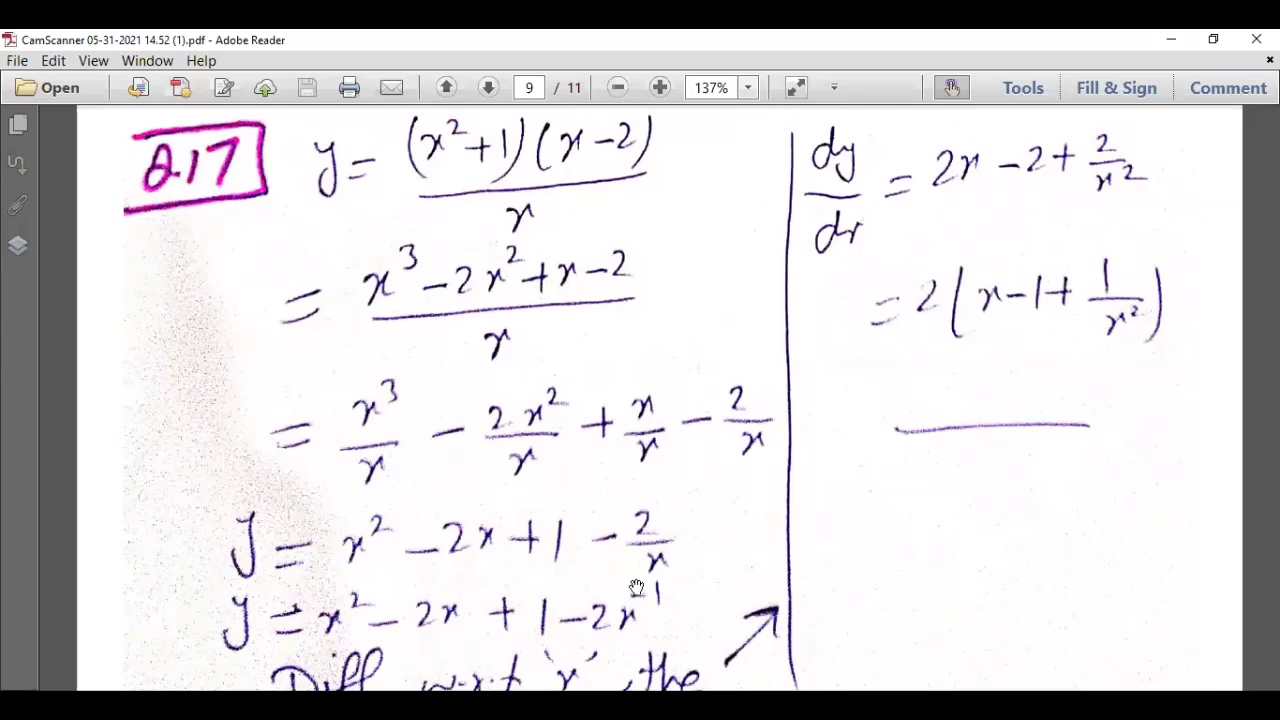 CamScanner 05-31-2021 14.52 (1).pdf - Adobe Reader
File Edit View Window Help
Open 9 / 11 137% Tools Fill & Sign Comment
Q.17 y = (x²+1)(x-2)/x
= (x³-2x²+x-2)/x
= x³/x - 2x²/x + x/x - 2/x
y = x² - 2x + 1 - 2/x
y = x² - 2x + 1 - 2x⁻¹
Diff w.r.t 'x', the
dy/dx = 2x - 2 + 2/x²
= 2(x - 1 + 1/x²)